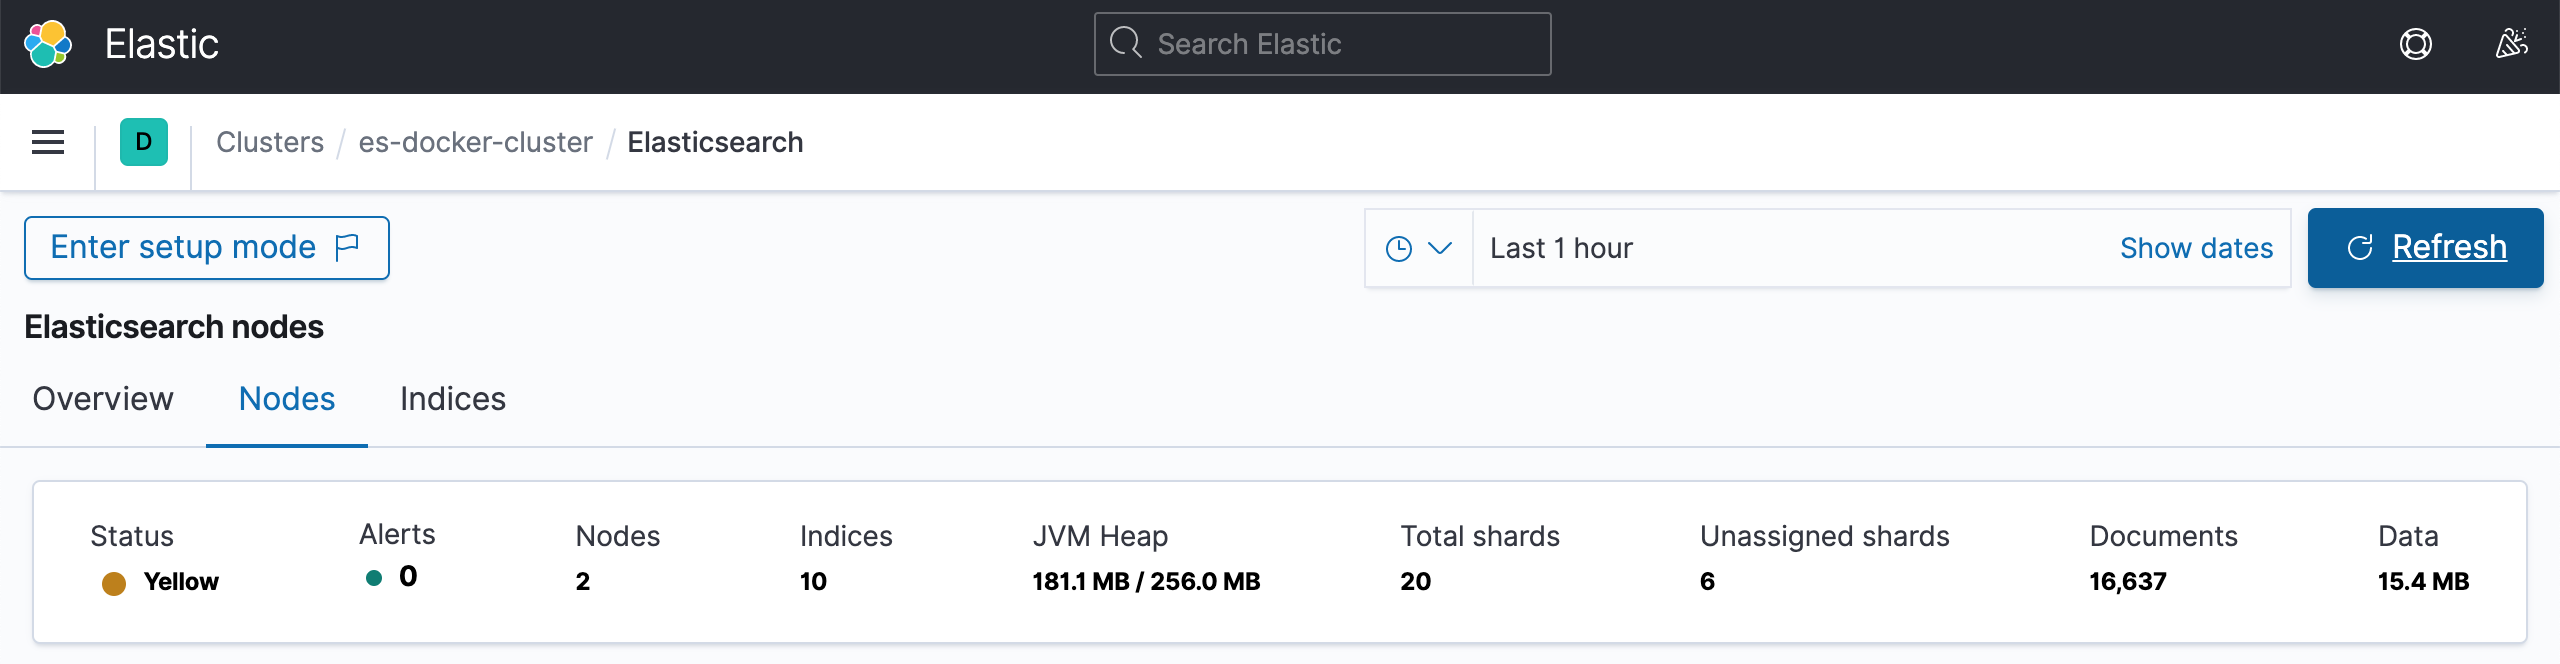 Elastic
Search Elastic
D
Clusters / es-docker-cluster / Elasticsearch
Enter setup mode
Last 1 hour
Show dates
Refresh
Elasticsearch nodes
Overview Nodes Indices
Status Alerts Nodes Indices JVM Heap Total shards Unassigned shards Documents Data
Yellow 0 2 10 181.1 MB / 256.0 MB 20 6 16,637 15.4 MB